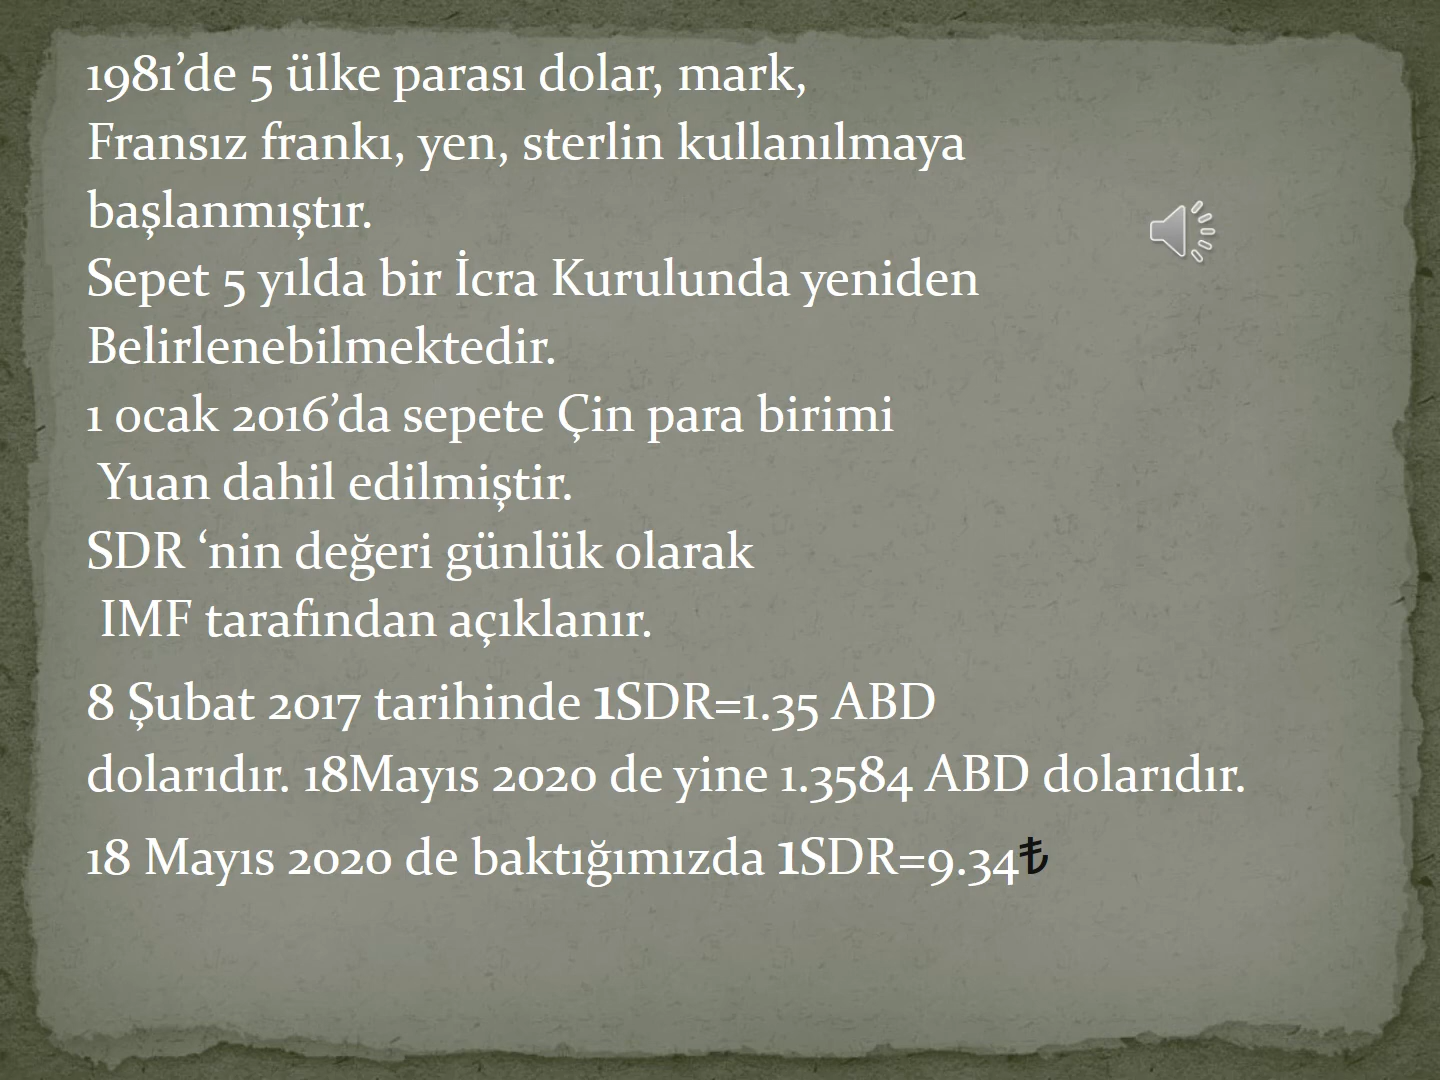 1981’de 5 ülke parası dolar, mark,
Fransız frankı, yen, sterlin kullanılmaya
başlanmıştır.
Sepet 5 yılda bir İcra Kurulunda yeniden
Belirlenebilmektedir.
1 ocak 2016’da sepete Çin para birimi
Yuan dahil edilmiştir.
SDR ‘nin değeri günlük olarak
IMF tarafından açıklanır.
8 Şubat 2017 tarihinde 1SDR=1.35 ABD
dolarıdır. 18Mayıs 2020 de yine 1.3584 ABD dolarıdır.
18 Mayıs 2020 de baktığımızda 1SDR=9.34₺